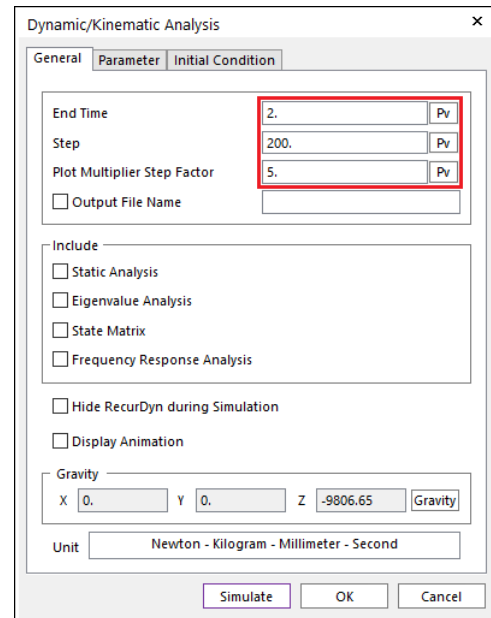 Dynamic/Kinematic Analysis ×
General Parameter Initial Condition
End Time 2. Pv
Step 200. Pv
Plot Multiplier Step Factor 5. Pv
Output File Name
Include
Static Analysis
Eigenvalue Analysis
State Matrix
Frequency Response Analysis
Hide RecurDyn during Simulation
Display Animation
Gravity
X 0. Y 0. Z -9806.65 Gravity
Unit Newton - Kilogram - Millimeter - Second
Simulate OK Cancel